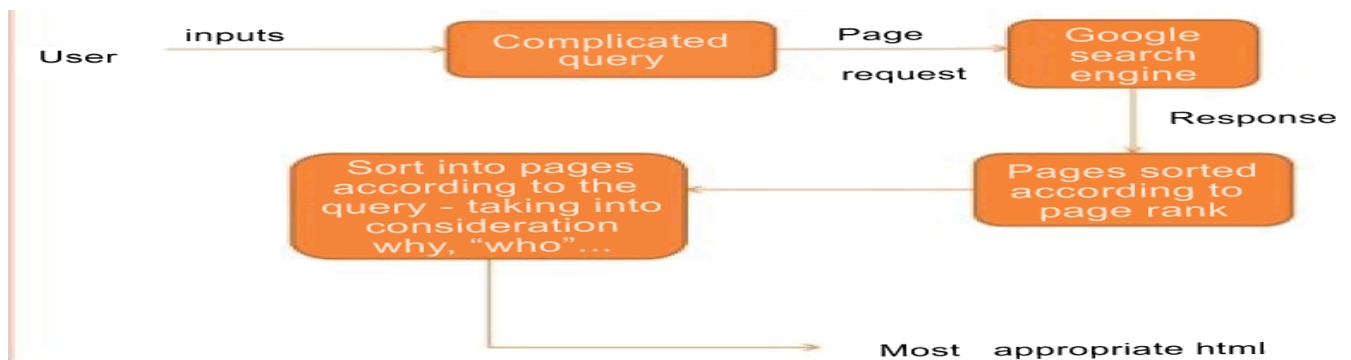 User
inputs
Complicated
query
Page
request
Google
search
engine
Response
Pages sorted
according to
page rank
Sort into pages
according to the
query - taking into
consideration
why, “who”...
Most appropriate html